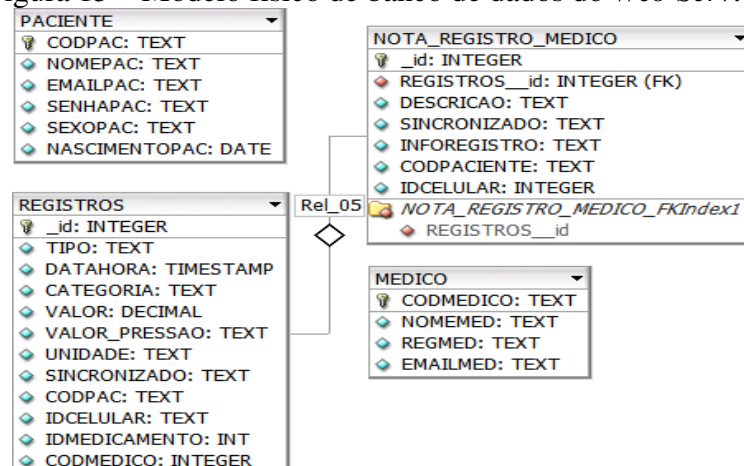 PACIENTE
CODPAC: TEXT
NOMEPAC: TEXT
EMAILPAC: TEXT
SENHAPAC: TEXT
SEXOPAC: TEXT
NASCIMENTOPAC: DATE
NOTA_REGISTRO_MEDICO
_id: INTEGER
REGISTROS__id: INTEGER (FK)
DESCRICAO: TEXT
SINCRONIZADO: TEXT
INFOREGISTRO: TEXT
CODPACIENTE: TEXT
IDCELULAR: INTEGER
NOTA_REGISTRO_MEDICO_FKIndex1
REGISTROS__id
REGISTROS
_id: INTEGER
TIPO: TEXT
DATAHORA: TIMESTAMP
CATEGORIA: TEXT
VALOR: DECIMAL
VALOR_PRESSAO: TEXT
UNIDADE: TEXT
SINCRONIZADO: TEXT
CODPAC: TEXT
IDCELULAR: TEXT
IDMEDICAMENTO: INT
CODMEDICO: INTEGER
Rel_05
MEDICO
CODMEDICO: TEXT
NOMEMED: TEXT
REGMED: TEXT
EMAILMED: TEXT